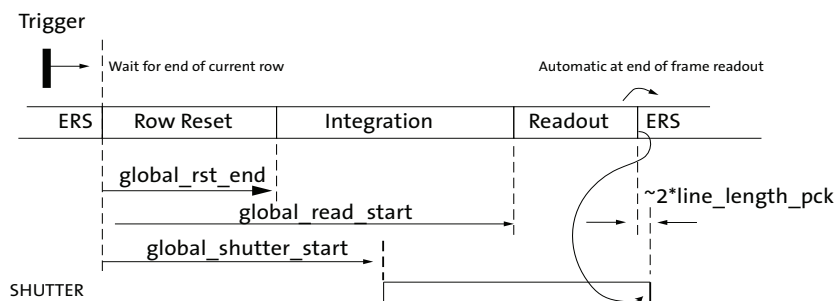 Trigger
Wait for end of current row
Automatic at end of frame readout
ERS Row Reset Integration Readout ERS
global_rst_end
~2*line_length_pck
global_read_start
global_shutter_start
SHUTTER